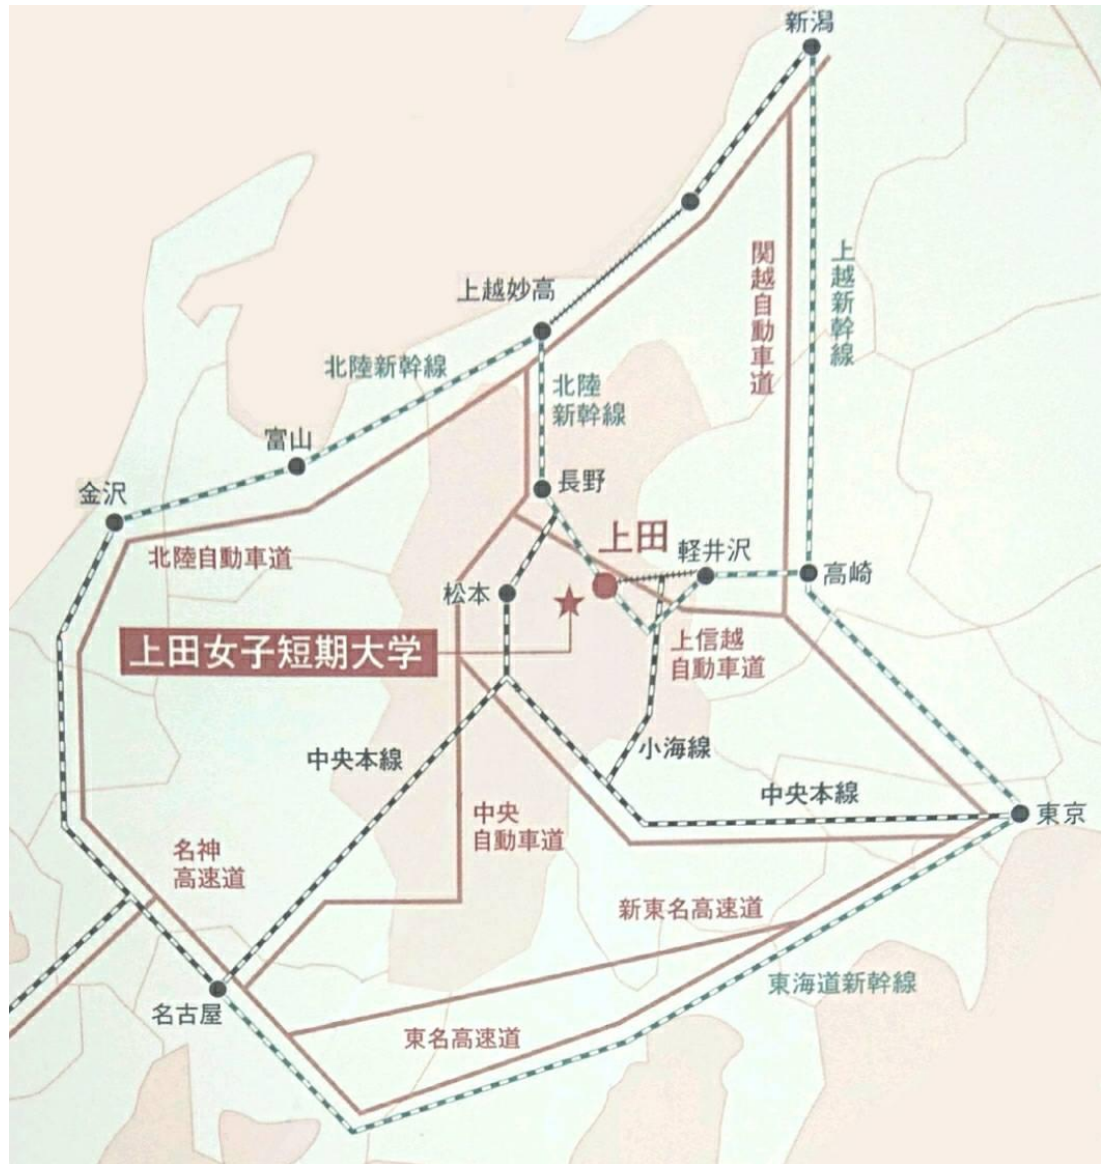 新潟
関越自動車道
上越新幹線
上越妙高
北陸新幹線
北陸
新幹線
富山
長野
金沢
上田
軽井沢
高崎
北陸自動車道
松本
上信越
自動車道
上田女子短期大学
小海線
中央本線
中央本線
中央
自動車道
東京
名神
高速道
新東名高速道
東海道新幹線
名古屋
東名高速道